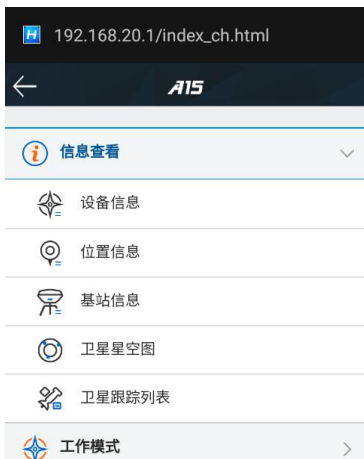 192.168.20.1/index_ch.html
A15
信息查看
设备信息
位置信息
基站信息
卫星星空图
卫星跟踪列表
工作模式